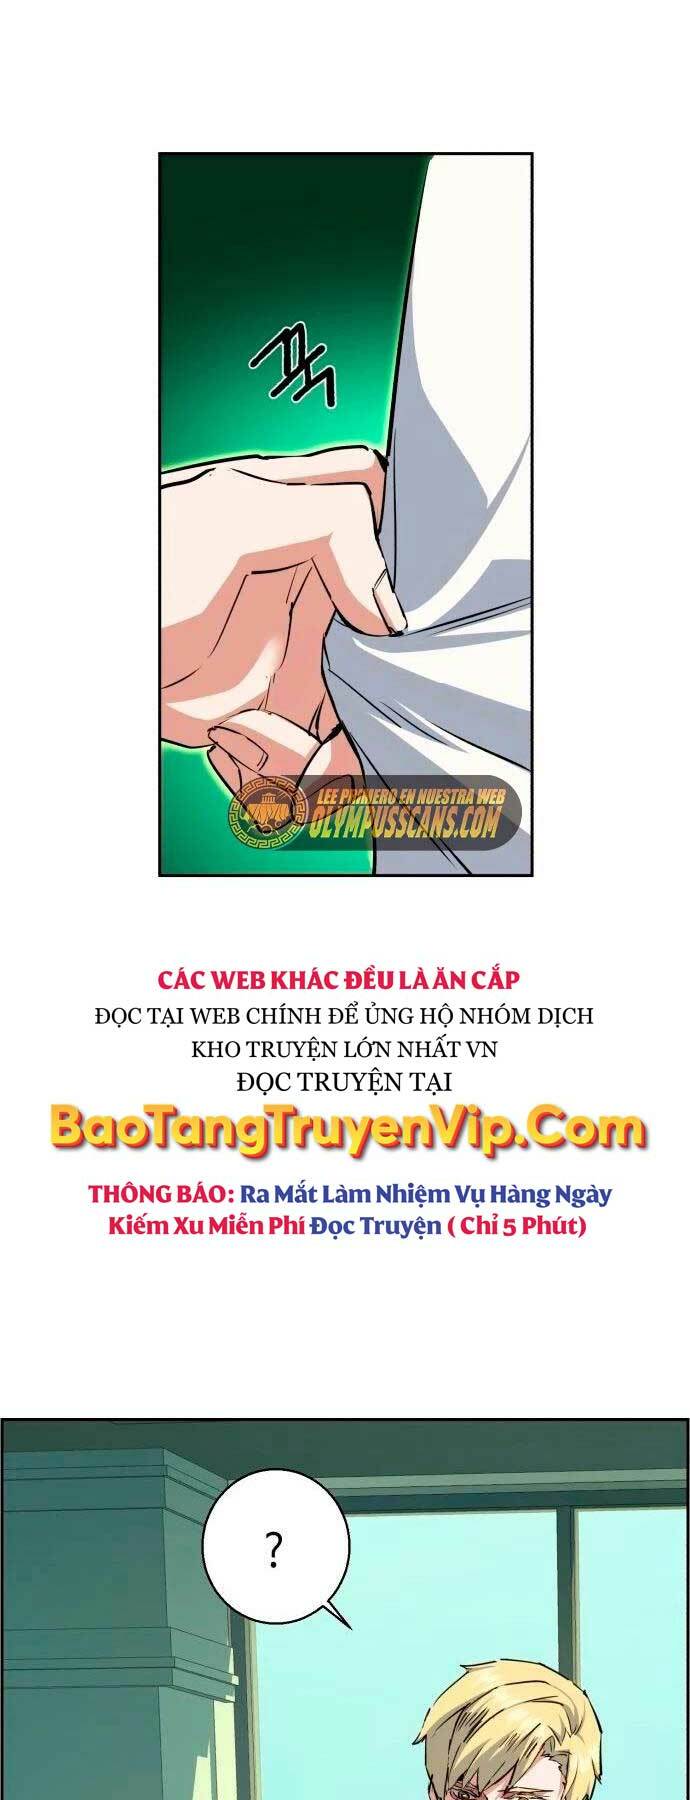 콱
LEE PRIMERO EN NUESTRA WEB
OLYMPUSSCANS.COM
CÁC WEB KHÁC ĐỀU LÀ ĂN CẮP
ĐỌC TẠI WEB CHÍNH ĐỂ ỦNG HỘ NHÓM DỊCH
KHO TRUYỆN LỚN NHẤT VN
ĐỌC TRUYỆN TẠI
BaoTangTruyenVip.Com
THÔNG BÁO: Ra Mắt Làm Nhiệm Vụ Hàng Ngày
Kiếm Xu Miễn Phí Đọc Truyện ( Chỉ 5 Phút)
?